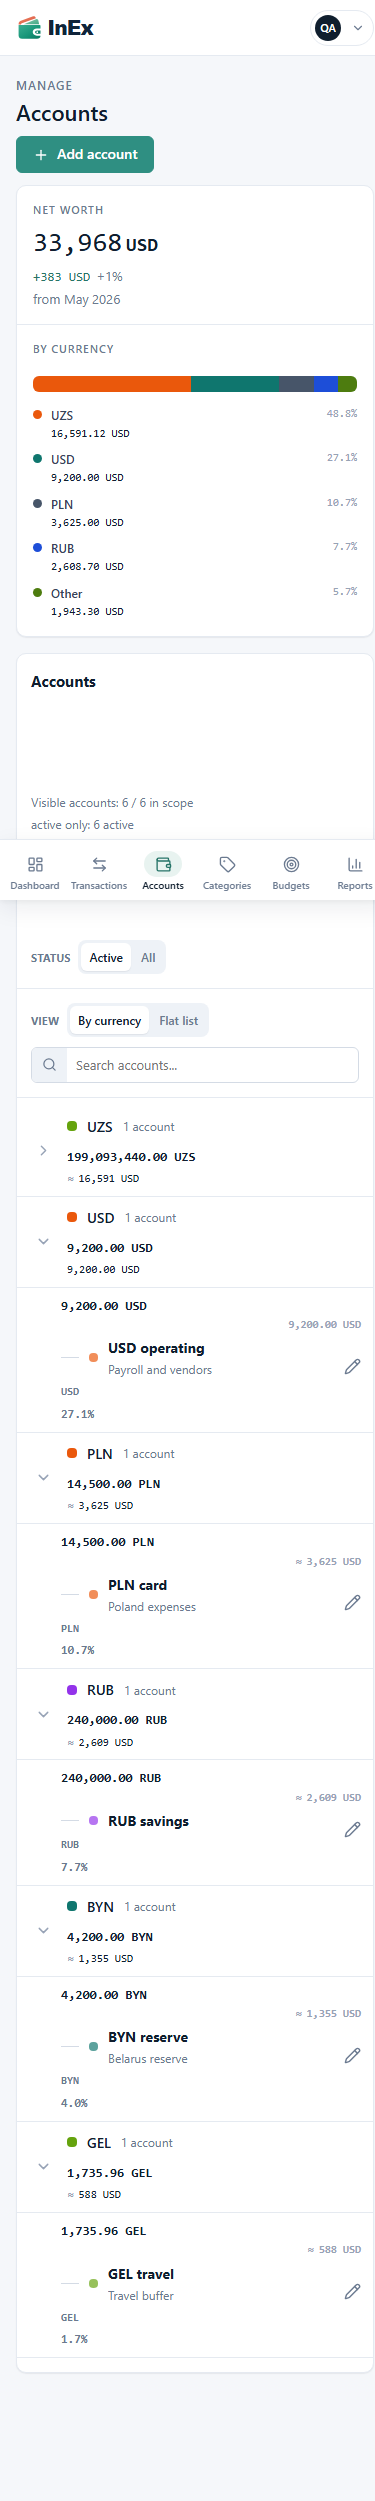 InEx
QA
MANAGE
Accounts
+ Add account
NET WORTH
33,968 USD
+383 USD +1%
from May 2026
BY CURRENCY
UZS 48.8%
16,591.12 USD
USD 27.1%
9,200.00 USD
PLN 10.7%
3,625.00 USD
RUB 7.7%
2,608.70 USD
Other 5.7%
1,943.30 USD
Accounts
Visible accounts: 6 / 6 in scope
active only: 6 active
Dashboard Transactions Accounts Categories Budgets Reports
STATUS Active All
VIEW By currency Flat list
Search accounts...
UZS 1 account
199,093,440.00 UZS
≈ 16,591 USD
USD 1 account
9,200.00 USD
9,200.00 USD
9,200.00 USD
9,200.00 USD
USD operating
Payroll and vendors
USD
27.1%
PLN 1 account
14,500.00 PLN
≈ 3,625 USD
14,500.00 PLN
≈ 3,625 USD
PLN card
Poland expenses
PLN
10.7%
RUB 1 account
240,000.00 RUB
≈ 2,609 USD
240,000.00 RUB
≈ 2,609 USD
RUB savings
RUB
7.7%
BYN 1 account
4,200.00 BYN
≈ 1,355 USD
4,200.00 BYN
≈ 1,355 USD
BYN reserve
Belarus reserve
BYN
4.0%
GEL 1 account
1,735.96 GEL
≈ 588 USD
1,735.96 GEL
≈ 588 USD
GEL travel
Travel buffer
GEL
1.7%